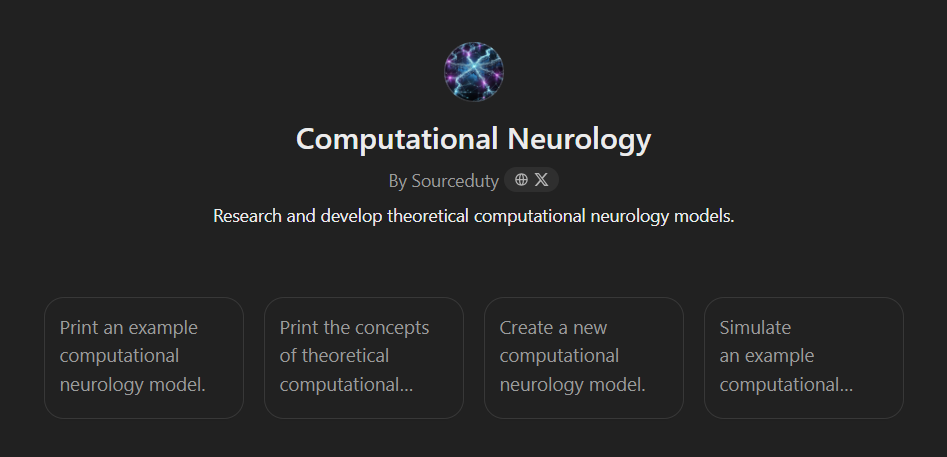 Computational Neurology
By Sourceduty
Research and develop theoretical computational neurology models.
Print an example
computational
neurology model.
Print the concepts
of theoretical
computational...
Create a new
computational
neurology model.
Simulate
an example
computational...